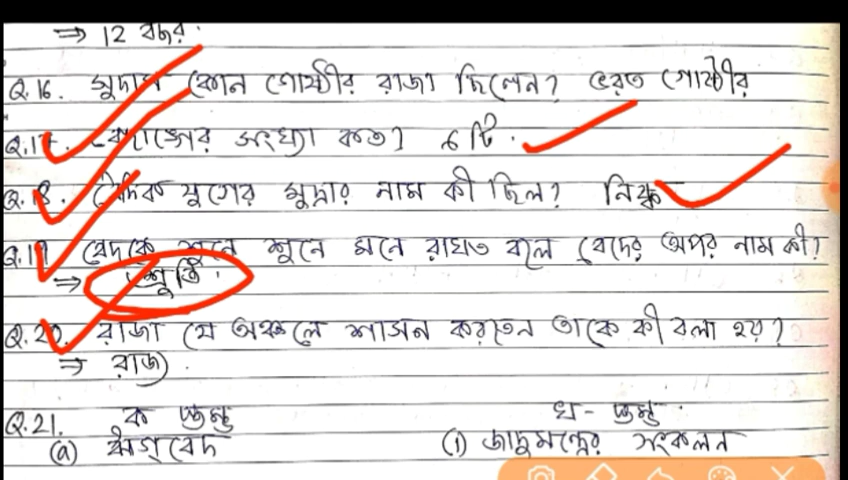 ⇒ 12 বছর.
Q.16. সুদাস কোন গোষ্ঠীর রাজা ছিলেন? ভরত গোষ্ঠীর
Q.17. বেদাঙ্গের সংখ্যা কত? ৬ টি.
Q.18. বৈদিক যুগের মুদ্রার নাম কী ছিল? নিষ্ক
Q.19 বেদকে শুনে শুনে মনে রাখত বলে বেদের অপর নাম কী?
⇒ শ্রুতি.
Q.20. রাজা যে অঞ্চলে শাসন করতেন তাকে কী বলা হয়?
⇒ রাজ্য.
Q.21. ক স্তম্ভ খ - স্তম্ভ.
(a) ঋগ্‌বেদ (i) জাদুমন্ত্রের সংকলন